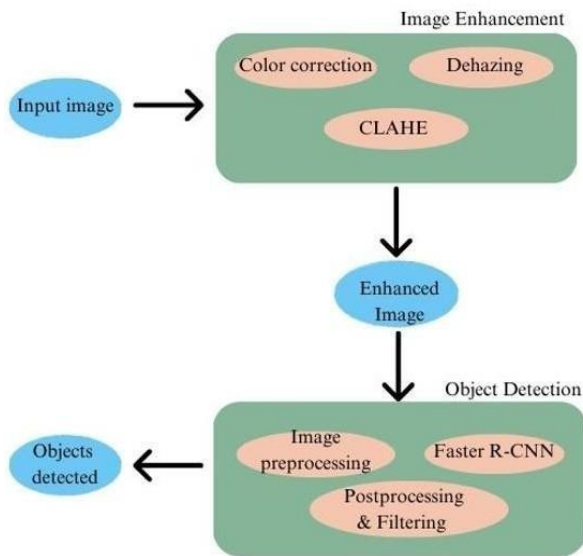 Image Enhancement
Color correction
Dehazing
Input image
CLAHE
Enhanced
Image
Object Detection
Objects
detected
Image
preprocessing
Faster R-CNN
Postprocessing
& Filtering